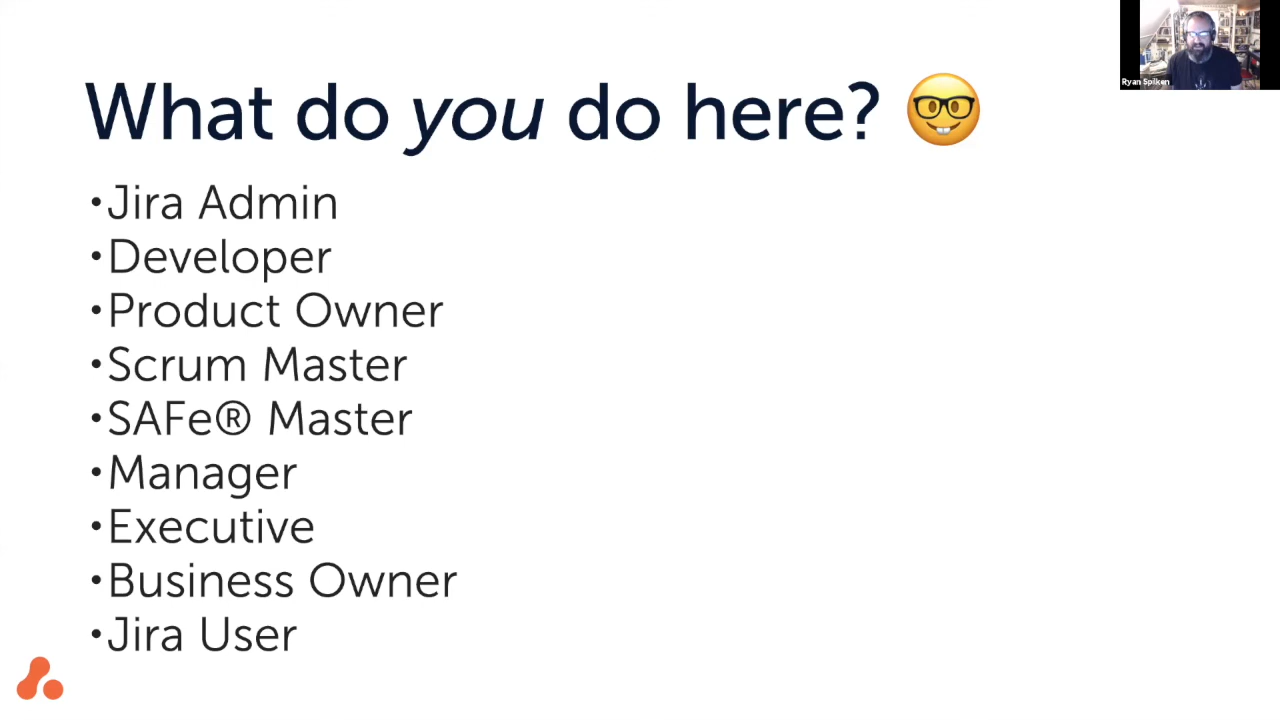 What do you do here? 🤓
•Jira Admin
•Developer
•Product Owner
•Scrum Master
•SAFe® Master
•Manager
•Executive
•Business Owner
•Jira User
Ryan Spilken